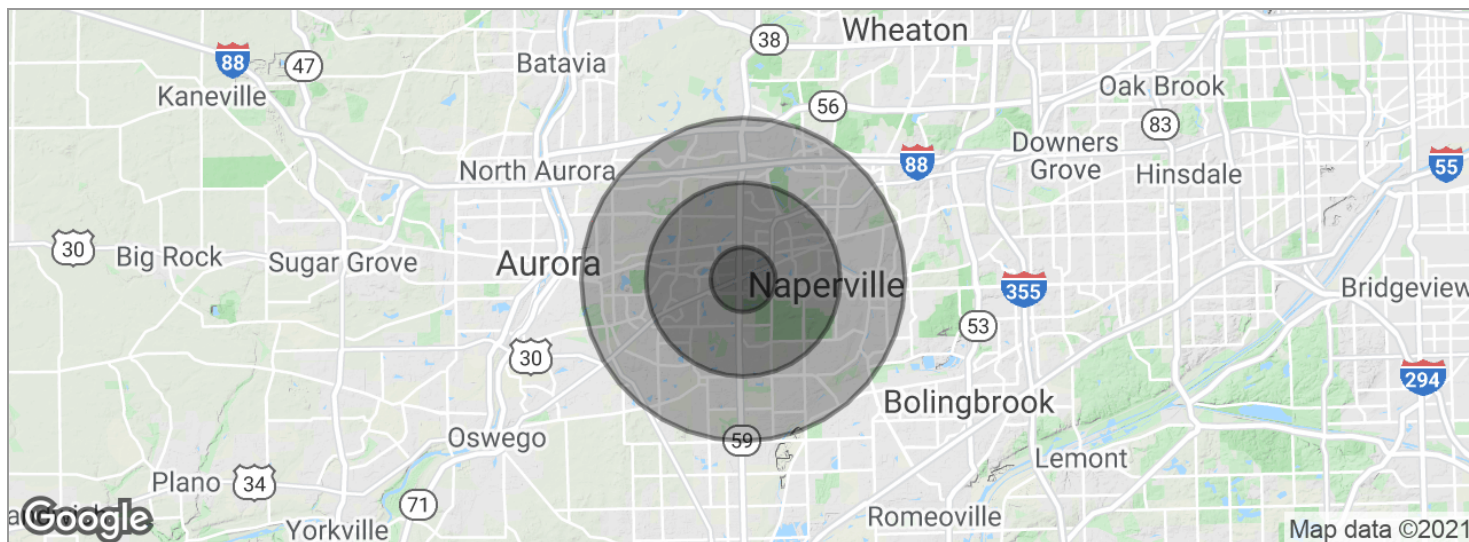 38
Wheaton
88
47
Batavia
Kaneville
56
Oak Brook
83
North Aurora
88
Downers
Grove
Hinsdale
55
30
Big Rock
Sugar Grove
Aurora
Naperville
355
Bridgeview
53
30
294
Bolingbrook
59
Oswego
Lemont
Plano
34
71
Google
Yorkville
Romeoville
Map data ©2021